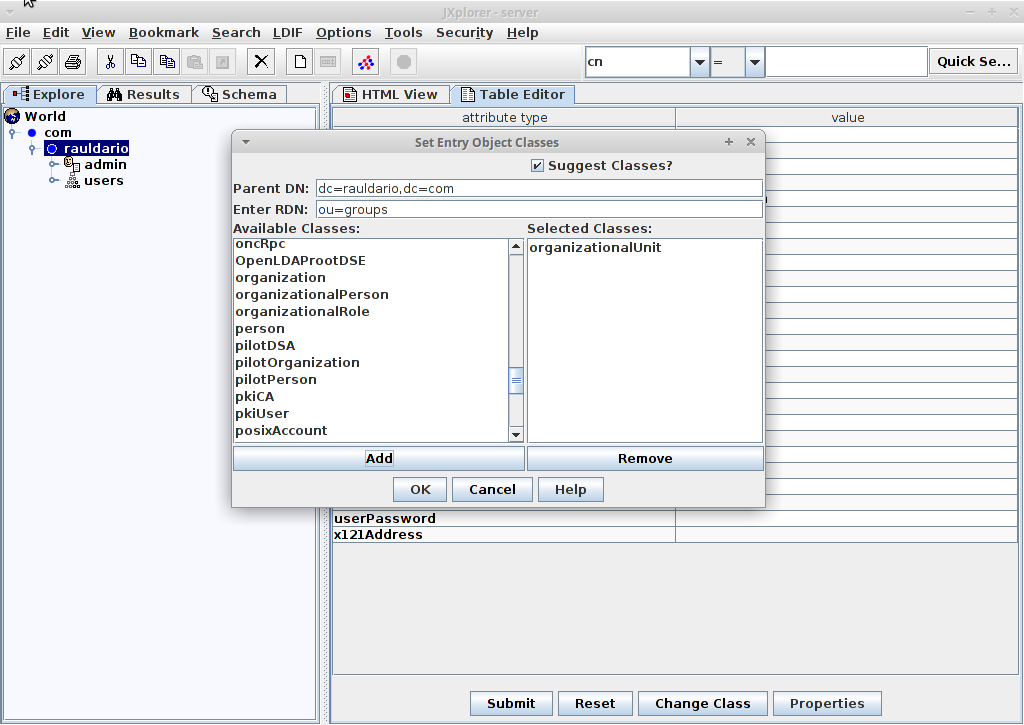 JXplorer - server
File Edit View Bookmark Search LDIF Options Tools Security Help
cn = Quick Se...
Explore Results Schema HTML View Table Editor
World
com
rauldario
admin
users
attribute type value
Set Entry Object Classes
Suggest Classes?
Parent DN: dc=rauldario,dc=com
Enter RDN: ou=groups
Available Classes: Selected Classes:
oncRpc
OpenLDAProotDSE
organization
organizationalPerson
organizationalRole
person
pilotDSA
pilotOrganization
pilotPerson
pkiCA
pkiUser
posixAccount
organizationalUnit
Add Remove
OK Cancel Help
userPassword
x121Address
Submit Reset Change Class Properties